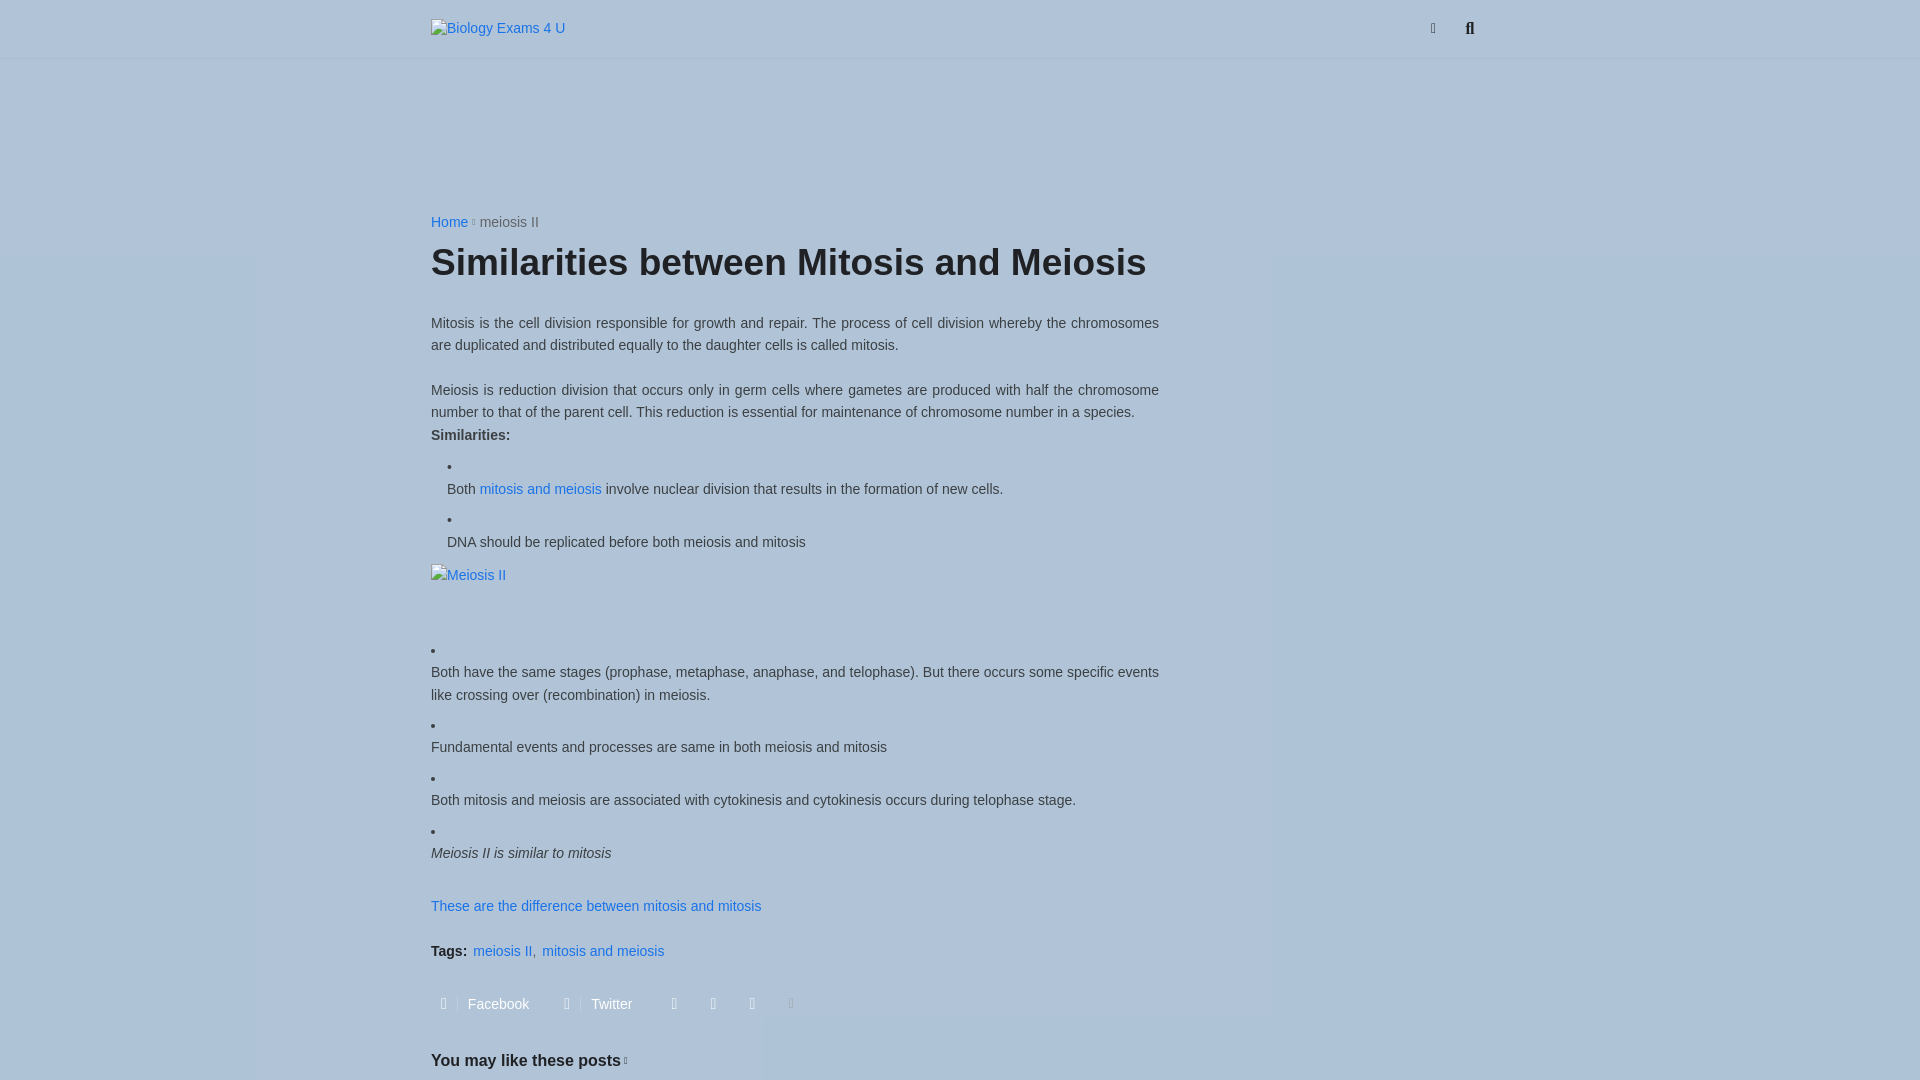 Biology Exams 4 U
Home meiosis II
Similarities between Mitosis and Meiosis
Mitosis is the cell division responsible for growth and repair. The process of cell division whereby the chromosomes
are duplicated and distributed equally to the daughter cells is called mitosis.
Meiosis is reduction division that occurs only in germ cells where gametes are produced with half the chromosome
number to that of the parent cell. This reduction is essential for maintenance of chromosome number in a species.
Similarities:
•
Both mitosis and meiosis involve nuclear division that results in the formation of new cells.
•
DNA should be replicated before both meiosis and mitosis
Meiosis II
•
Both have the same stages (prophase, metaphase, anaphase, and telophase). But there occurs some specific events
like crossing over (recombination) in meiosis.
•
Fundamental events and processes are same in both meiosis and mitosis
•
Both mitosis and meiosis are associated with cytokinesis and cytokinesis occurs during telophase stage.
•
Meiosis II is similar to mitosis
These are the difference between mitosis and mitosis
Tags: meiosis II, mitosis and meiosis
Facebook Twitter
You may like these posts